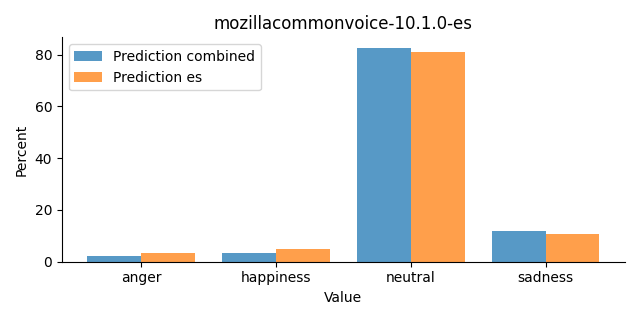 mozillacommonvoice-10.1.0-es
Prediction combined
Prediction es
Percent
80
60
40
20
0
anger happiness neutral sadness
Value